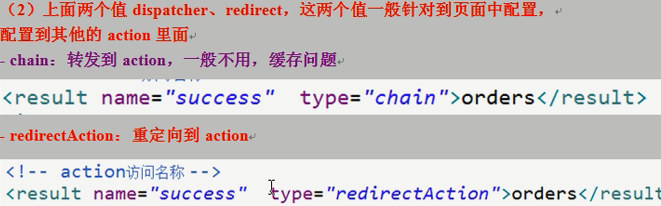 （2）上面两个值 dispatcher、redirect，这两个值一般针对到页面中配置，
配置到其他的 action 里面
- chain：转发到 action，一般不用，缓存问题
<result name="success"  type="chain">orders</result>
- redirectAction：重定向到 action
<!-- action访问名称 -->
<result name="success"  type="redirectAction">orders</result